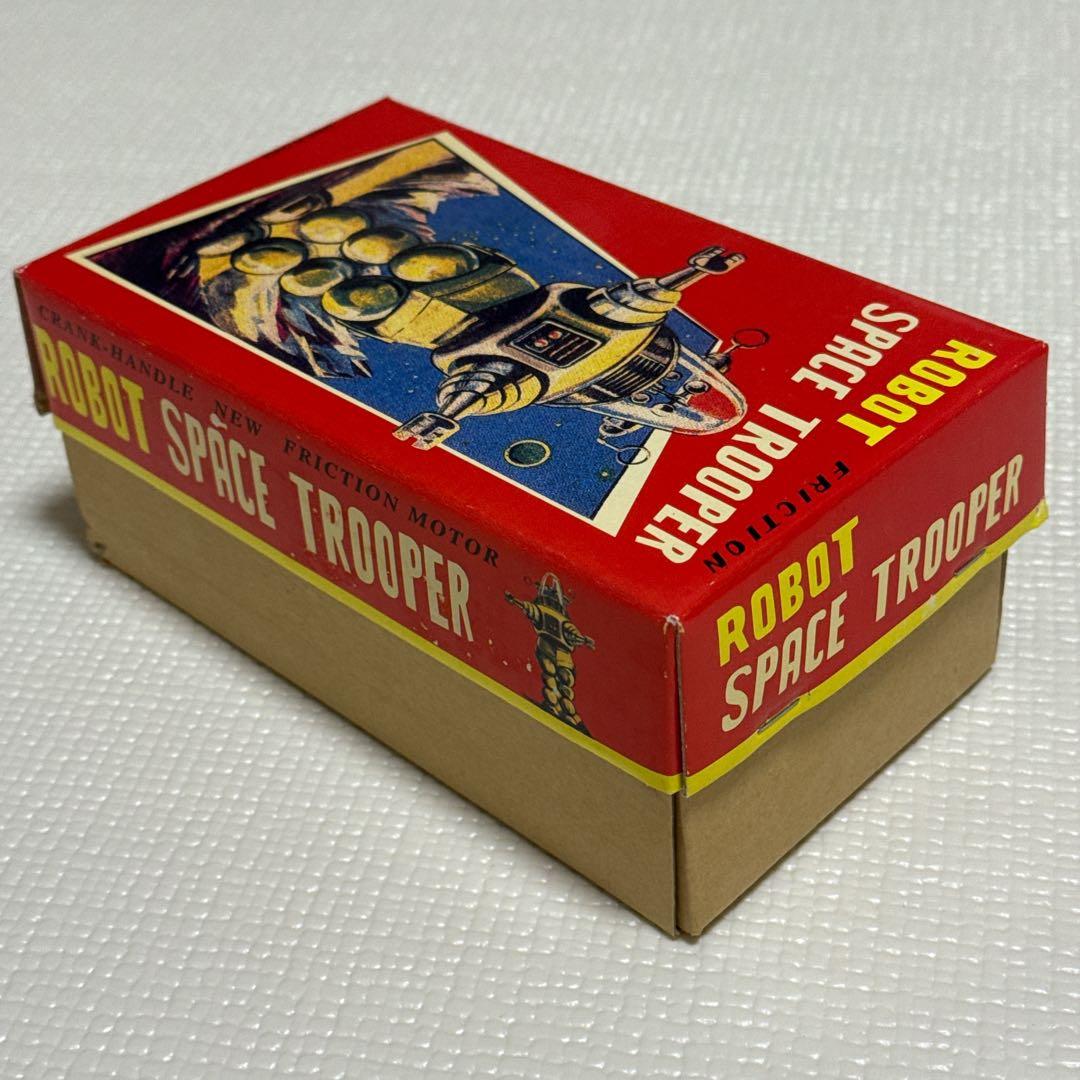 FRICTION
ROBOT
SPACE TROOPER
CRANK-HANDLE NEW FRICTION MOTOR
ROBOT SPACE TROOPER
ROBOT
SPACE TROOPER